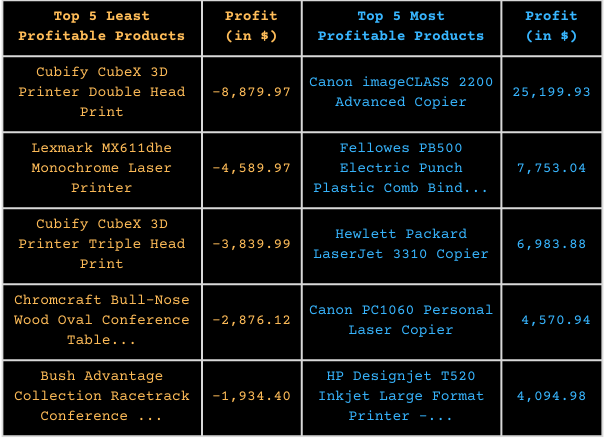 Top 5 Least
Profitable Products
Profit
(in $)
Top 5 Most
Profitable Products
Profit
(in $)
Cubify CubeX 3D
Printer Double Head
Print
-8,879.97
Canon imageCLASS 2200
Advanced Copier
25,199.93
Lexmark MX611dhe
Monochrome Laser
Printer
-4,589.97
Fellowes PB500
Electric Punch
Plastic Comb Bind...
7,753.04
Cubify CubeX 3D
Printer Triple Head
Print
-3,839.99
Hewlett Packard
LaserJet 3310 Copier
6,983.88
Chromcraft Bull-Nose
Wood Oval Conference
Table...
-2,876.12
Canon PC1060 Personal
Laser Copier
4,570.94
Bush Advantage
Collection Racetrack
Conference ...
-1,934.40
HP Designjet T520
Inkjet Large Format
Printer -...
4,094.98